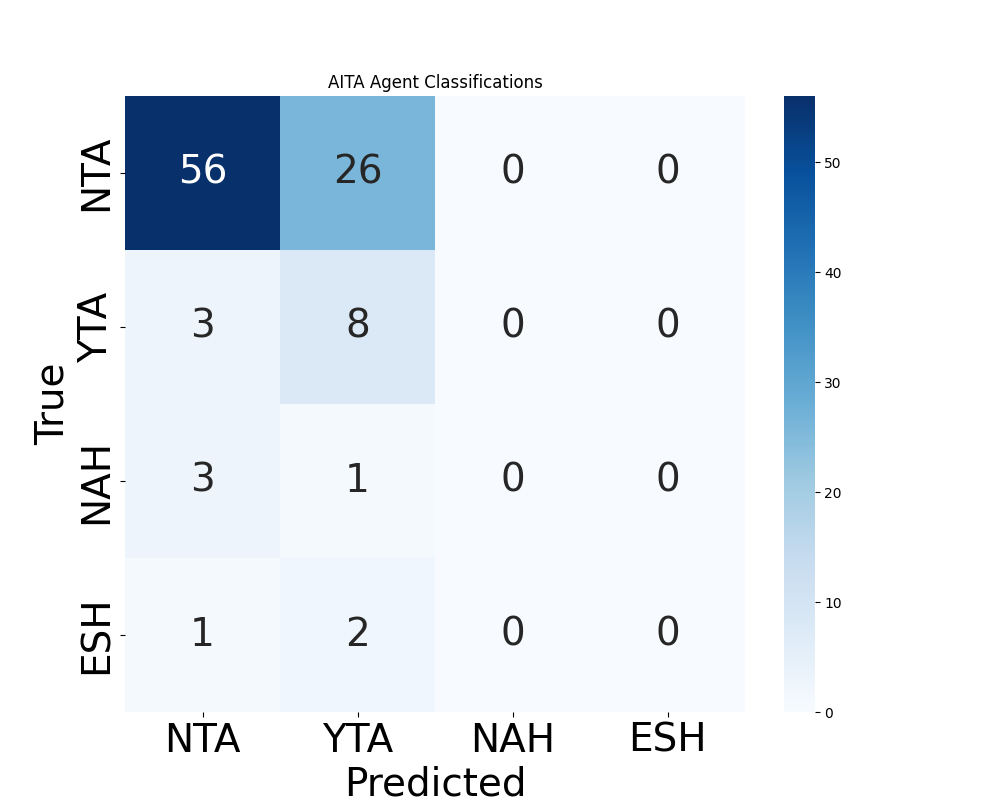 AITA Agent Classifications
True
NTA 56 26 0 0
YTA 3 8 0 0
NAH 3 1 0 0
ESH 1 2 0 0
NTA YTA NAH ESH
Predicted
50
40
30
20
10
0